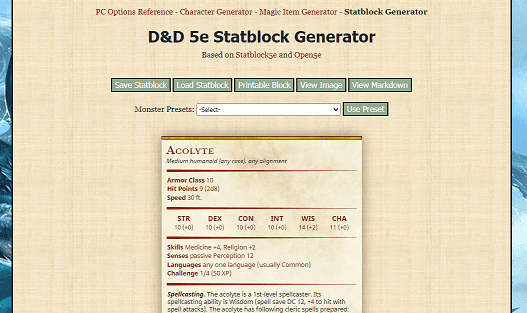 PC Options Reference - Character Generator - Magic Item Generator - Statblock Generator
D&D 5e Statblock Generator
Based on Statblock5e and Open5e
Save Statblock Load Statblock Printable Block View Image View Markdown
Monster Presets: -Select- Use Preset
Acolyte
Medium humanoid (any race), any alignment
Armor Class 10
Hit Points 9 (2d8)
Speed 30 ft.
STR DEX CON INT WIS CHA
10 (+0) 10 (+0) 10 (+0) 10 (+0) 14 (+2) 11 (+0)
Skills Medicine +4, Religion +2
Senses passive Perception 12
Languages any one language (usually Common)
Challenge 1/4 (50 XP)
Spellcasting. The acolyte is a 1st-level spellcaster. Its
spellcasting ability is Wisdom (spell save DC 12, +4 to hit with
spell attacks). The acolyte has following cleric spells prepared: